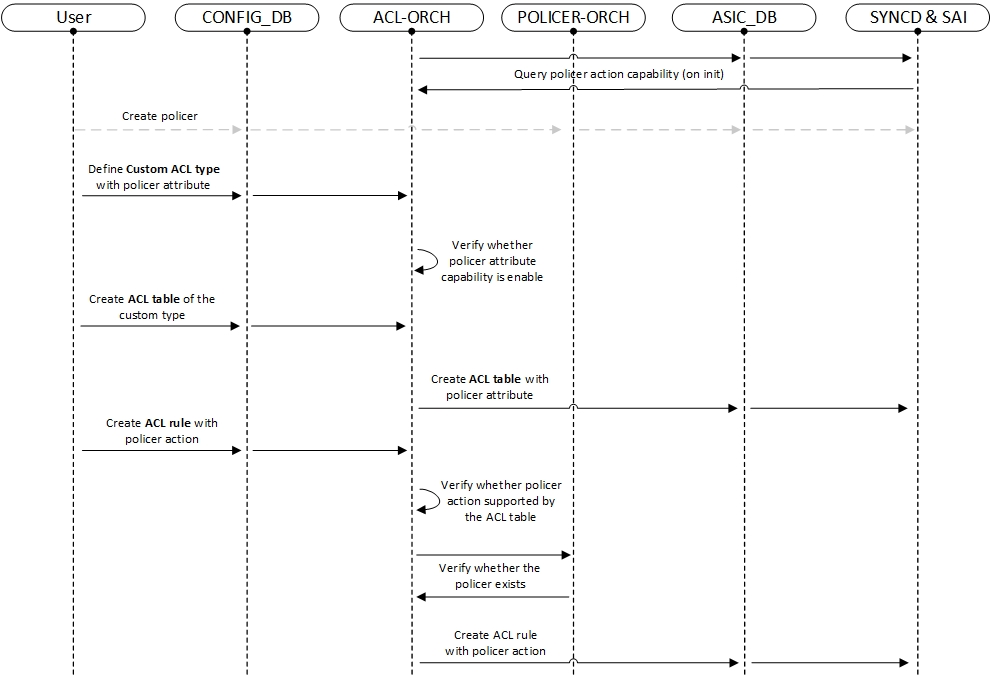 User
CONFIG_DB
ACL-ORCH
POLICER-ORCH
ASIC_DB
SYNCD & SAI
Query policer action capability (on init)
Create policer
Define Custom ACL type
with policer attribute
Verify whether
policer attribute
capability is enable
Create ACL table of the
custom type
Create ACL table with
policer attribute
Create ACL rule with
policer action
Verify whether policer
action supported by
the ACL table
Verify whether the
policer exists
Create ACL rule
with policer action